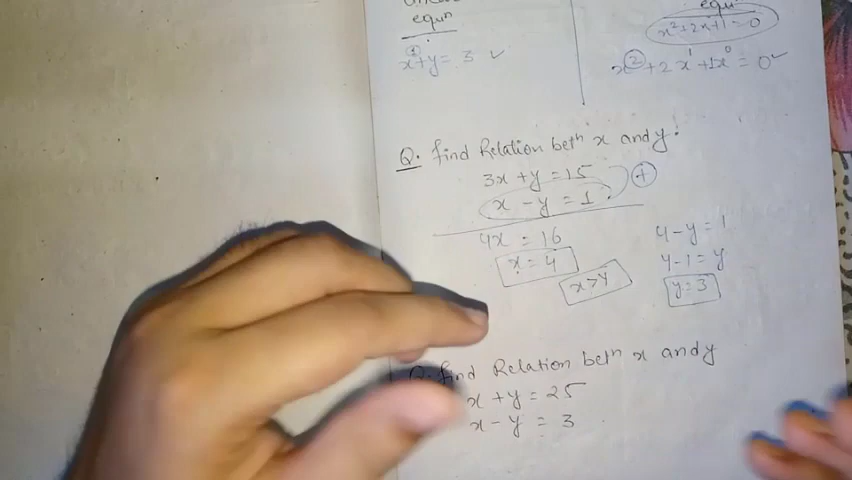 equn
x+y = 3 ✓
equn
x²+2x+1=0
x²+2x¹+1x⁰ = 0 ✓
Q. find Relation betn x and y:
3x+y=15
x - y = 1
+
4x = 16
x = 4
x>y
4-y=1
4-1=y
y=3
Q. find Relation betn x and y
x + y = 25
x - y = 3